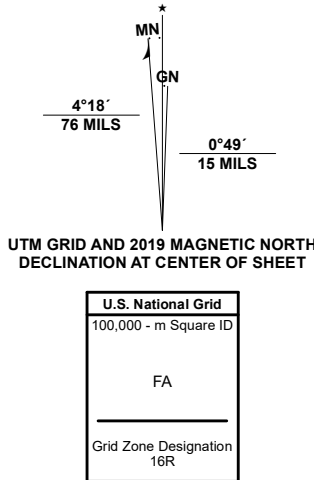 ★
MN
GN
4°18´
76 MILS
0°49´
15 MILS
UTM GRID AND 2019 MAGNETIC NORTH
DECLINATION AT CENTER OF SHEET
U.S. National Grid
100,000 - m Square ID
FA
Grid Zone Designation
16R